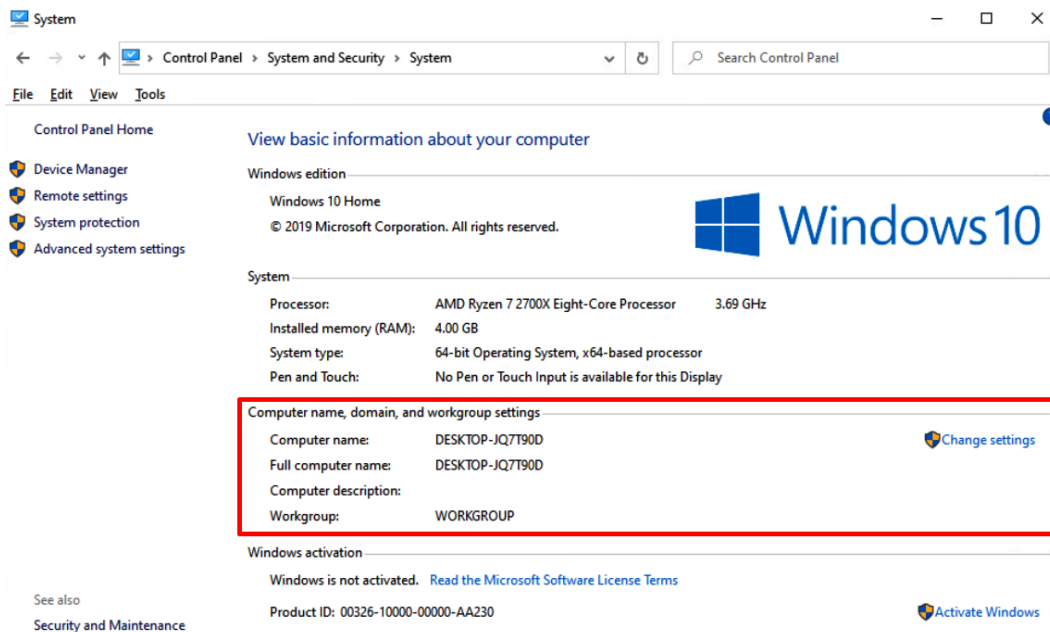 System
Control Panel > System and Security > System
Search Control Panel
File Edit View Tools
Control Panel Home
Device Manager
Remote settings
System protection
Advanced system settings
View basic information about your computer
Windows edition
Windows 10 Home
© 2019 Microsoft Corporation. All rights reserved.
Windows 10
System
Processor: AMD Ryzen 7 2700X Eight-Core Processor 3.69 GHz
Installed memory (RAM): 4.00 GB
System type: 64-bit Operating System, x64-based processor
Pen and Touch: No Pen or Touch Input is available for this Display
Computer name, domain, and workgroup settings
Computer name: DESKTOP-JQ7T90D
Change settings
Full computer name: DESKTOP-JQ7T90D
Computer description:
Workgroup: WORKGROUP
Windows activation
Windows is not activated. Read the Microsoft Software License Terms
Product ID: 00326-10000-00000-AA230
Activate Windows
See also
Security and Maintenance